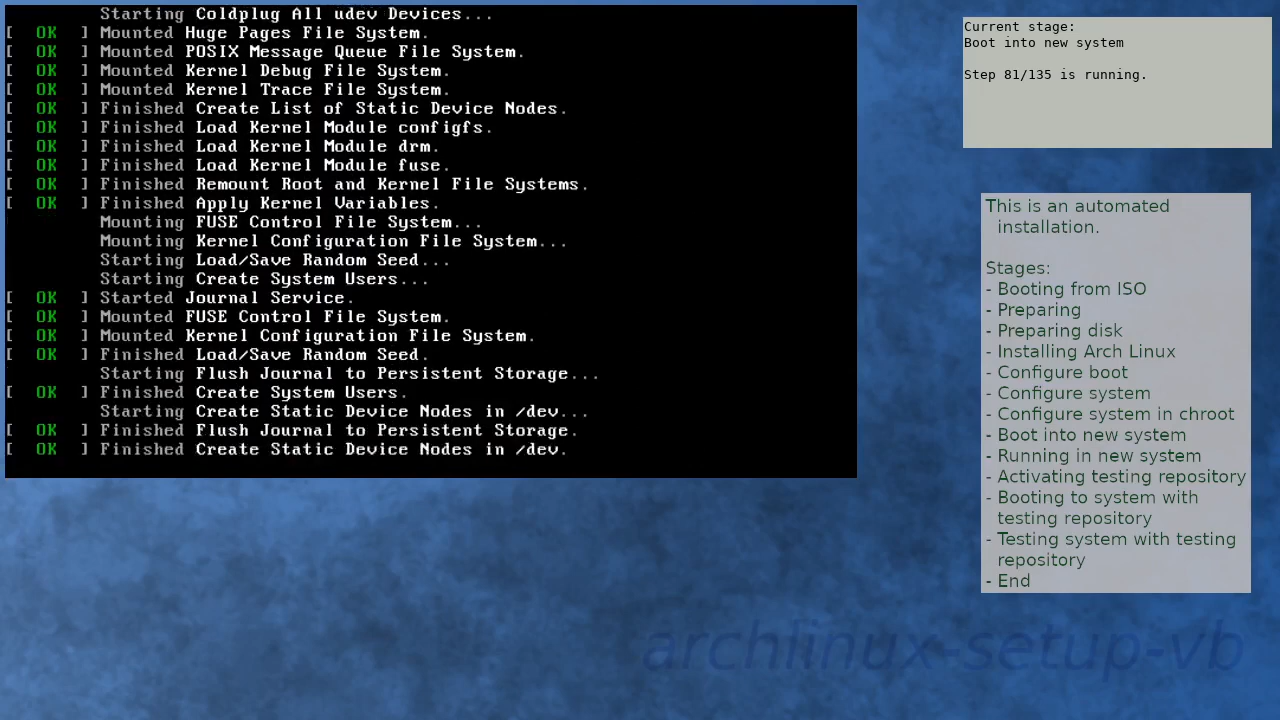 Starting Coldplug All udev Devices...
[  OK  ] Mounted Huge Pages File System.
[  OK  ] Mounted POSIX Message Queue File System.
[  OK  ] Mounted Kernel Debug File System.
[  OK  ] Mounted Kernel Trace File System.
[  OK  ] Finished Create List of Static Device Nodes.
[  OK  ] Finished Load Kernel Module configfs.
[  OK  ] Finished Load Kernel Module drm.
[  OK  ] Finished Load Kernel Module fuse.
[  OK  ] Finished Remount Root and Kernel File Systems.
[  OK  ] Finished Apply Kernel Variables.
Mounting FUSE Control File System...
Mounting Kernel Configuration File System...
Starting Load/Save Random Seed...
Starting Create System Users...
[  OK  ] Started Journal Service.
[  OK  ] Mounted FUSE Control File System.
[  OK  ] Mounted Kernel Configuration File System.
[  OK  ] Finished Load/Save Random Seed.
Starting Flush Journal to Persistent Storage...
[  OK  ] Finished Create System Users.
Starting Create Static Device Nodes in /dev...
[  OK  ] Finished Flush Journal to Persistent Storage.
[  OK  ] Finished Create Static Device Nodes in /dev.
Current stage:
Boot into new system
Step 81/135 is running.
This is an automated
installation.
Stages:
- Booting from ISO
- Preparing
- Preparing disk
- Installing Arch Linux
- Configure boot
- Configure system
- Configure system in chroot
- Boot into new system
- Running in new system
- Activating testing repository
- Booting to system with
testing repository
- Testing system with testing
repository
- End
archlinux-setup-vb